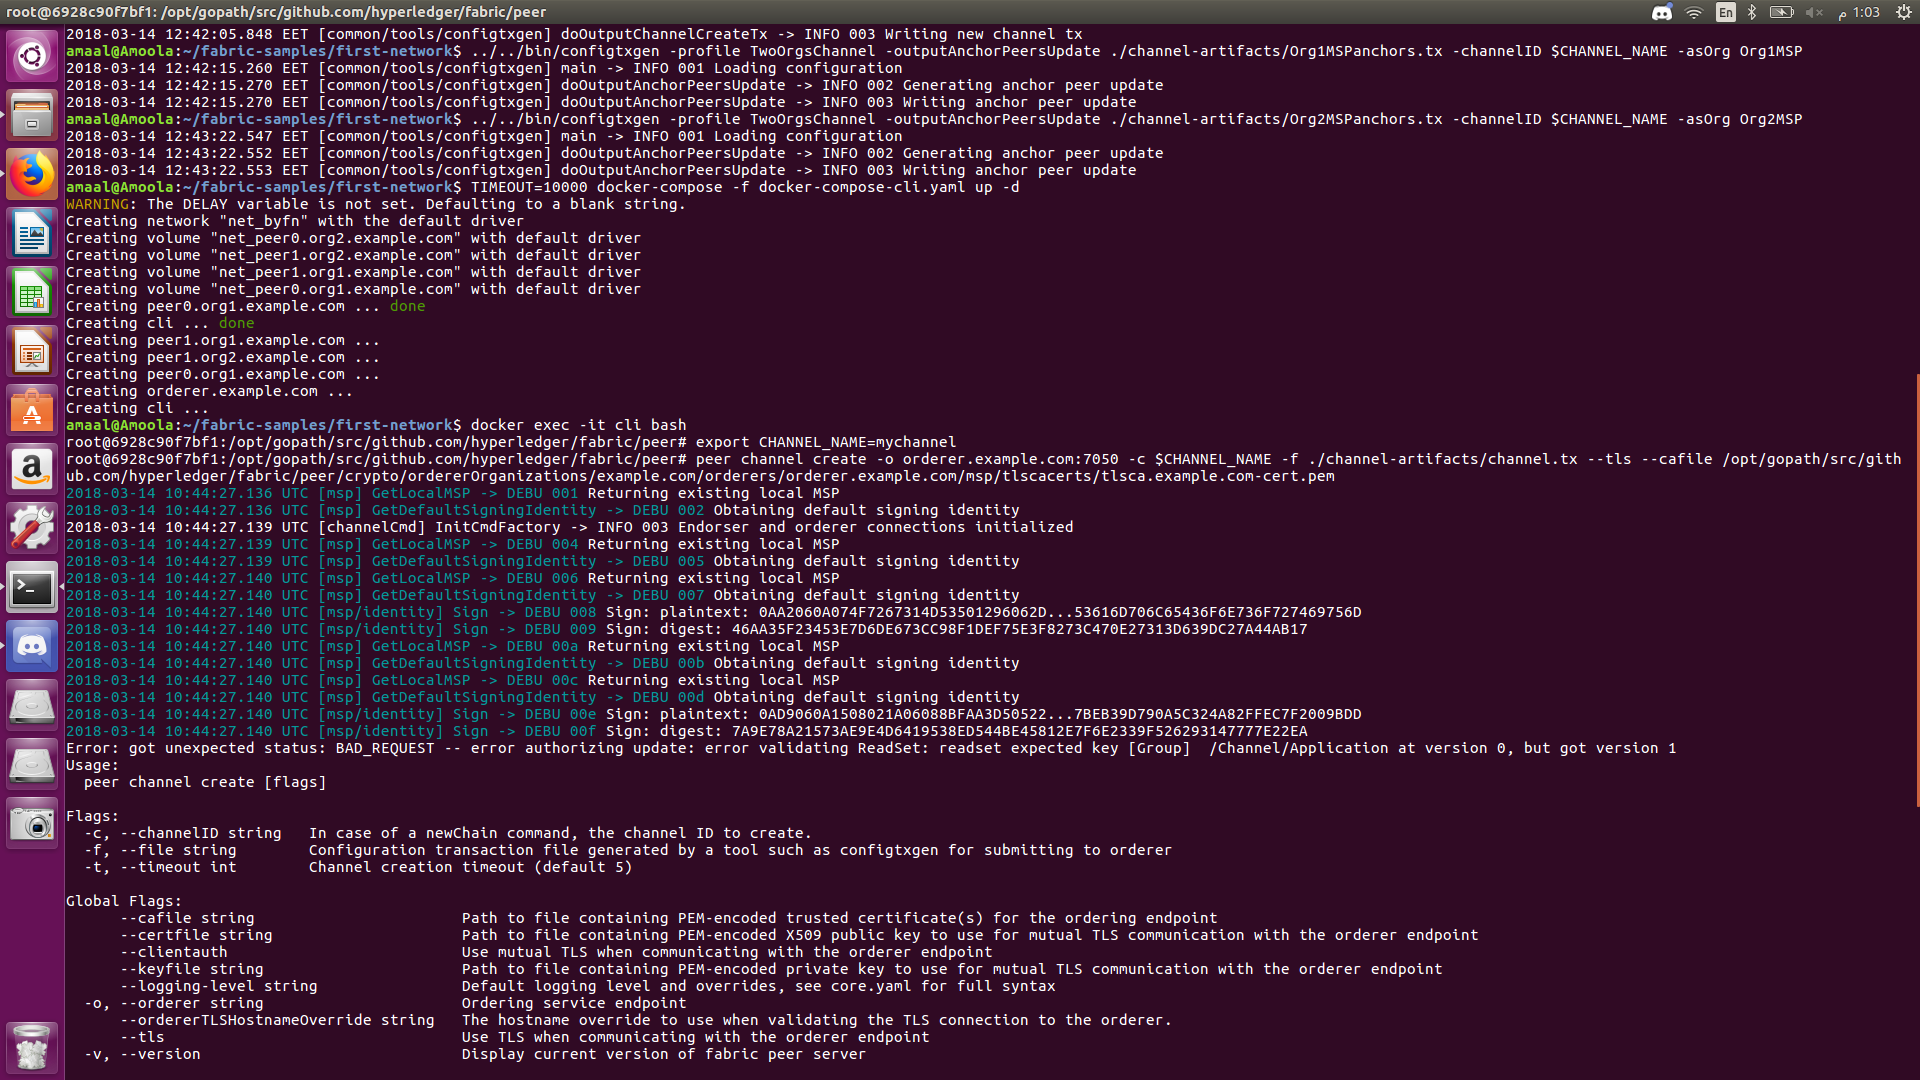 root@6928c90f7bf1: /opt/gopath/src/github.com/hyperledger/fabric/peer
En
1:03 م
2018-03-14 12:42:05.848 EET [common/tools/configtxgen] doOutputChannelCreateTx -> INFO 003 Writing new channel tx
amaal@Amoola:~/fabric-samples/first-network$ ../../bin/configtxgen -profile TwoOrgsChannel -outputAnchorPeersUpdate ./channel-artifacts/Org1MSPanchors.tx -channelID $CHANNEL_NAME -asOrg Org1MSP
2018-03-14 12:42:15.260 EET [common/tools/configtxgen] main -> INFO 001 Loading configuration
2018-03-14 12:42:15.270 EET [common/tools/configtxgen] doOutputAnchorPeersUpdate -> INFO 002 Generating anchor peer update
2018-03-14 12:42:15.270 EET [common/tools/configtxgen] doOutputAnchorPeersUpdate -> INFO 003 Writing anchor peer update
amaal@Amoola:~/fabric-samples/first-network$ ../../bin/configtxgen -profile TwoOrgsChannel -outputAnchorPeersUpdate ./channel-artifacts/Org2MSPanchors.tx -channelID $CHANNEL_NAME -asOrg Org2MSP
2018-03-14 12:43:22.547 EET [common/tools/configtxgen] main -> INFO 001 Loading configuration
2018-03-14 12:43:22.552 EET [common/tools/configtxgen] doOutputAnchorPeersUpdate -> INFO 002 Generating anchor peer update
2018-03-14 12:43:22.553 EET [common/tools/configtxgen] doOutputAnchorPeersUpdate -> INFO 003 Writing anchor peer update
amaal@Amoola:~/fabric-samples/first-network$ TIMEOUT=10000 docker-compose -f docker-compose-cli.yaml up -d
WARNING: The DELAY variable is not set. Defaulting to a blank string.
Creating network "net_byfn" with the default driver
Creating volume "net_peer0.org2.example.com" with default driver
Creating volume "net_peer1.org2.example.com" with default driver
Creating volume "net_peer1.org1.example.com" with default driver
Creating volume "net_peer0.org1.example.com" with default driver
Creating peer0.org1.example.com ... done
Creating cli ... done
Creating peer1.org1.example.com ...
Creating peer1.org2.example.com ...
Creating peer0.org1.example.com ...
Creating orderer.example.com ...
Creating cli ...
amaal@Amoola:~/fabric-samples/first-network$ docker exec -it cli bash
root@6928c90f7bf1:/opt/gopath/src/github.com/hyperledger/fabric/peer# export CHANNEL_NAME=mychannel
root@6928c90f7bf1:/opt/gopath/src/github.com/hyperledger/fabric/peer# peer channel create -o orderer.example.com:7050 -c $CHANNEL_NAME -f ./channel-artifacts/channel.tx --tls --cafile /opt/gopath/src/gith
ub.com/hyperledger/fabric/peer/crypto/ordererOrganizations/example.com/orderers/orderer.example.com/msp/tlscacerts/tlsca.example.com-cert.pem
2018-03-14 10:44:27.136 UTC [msp] GetLocalMSP -> DEBU 001 Returning existing local MSP
2018-03-14 10:44:27.136 UTC [msp] GetDefaultSigningIdentity -> DEBU 002 Obtaining default signing identity
2018-03-14 10:44:27.139 UTC [channelCmd] InitCmdFactory -> INFO 003 Endorser and orderer connections initialized
2018-03-14 10:44:27.139 UTC [msp] GetLocalMSP -> DEBU 004 Returning existing local MSP
2018-03-14 10:44:27.139 UTC [msp] GetDefaultSigningIdentity -> DEBU 005 Obtaining default signing identity
2018-03-14 10:44:27.140 UTC [msp] GetLocalMSP -> DEBU 006 Returning existing local MSP
2018-03-14 10:44:27.140 UTC [msp] GetDefaultSigningIdentity -> DEBU 007 Obtaining default signing identity
2018-03-14 10:44:27.140 UTC [msp/identity] Sign -> DEBU 008 Sign: plaintext: 0AA2060A074F7267314D53501296062D...53616D706C65436F6E736F727469756D
2018-03-14 10:44:27.140 UTC [msp/identity] Sign -> DEBU 009 Sign: digest: 46AA35F23453E7D6DE673CC98F1DEF75E3F8273C470E27313D639DC27A44AB17
2018-03-14 10:44:27.140 UTC [msp] GetLocalMSP -> DEBU 00a Returning existing local MSP
2018-03-14 10:44:27.140 UTC [msp] GetDefaultSigningIdentity -> DEBU 00b Obtaining default signing identity
2018-03-14 10:44:27.140 UTC [msp] GetLocalMSP -> DEBU 00c Returning existing local MSP
2018-03-14 10:44:27.140 UTC [msp] GetDefaultSigningIdentity -> DEBU 00d Obtaining default signing identity
2018-03-14 10:44:27.140 UTC [msp/identity] Sign -> DEBU 00e Sign: plaintext: 0AD9060A1508021A06088BFAA3D50522...7BEB39D790A5C324A82FFEC7F2009BDD
2018-03-14 10:44:27.140 UTC [msp/identity] Sign -> DEBU 00f Sign: digest: 7A9E78A21573AE9E4D6419538ED544BE45812E7F6E2339F526293147777E22EA
Error: got unexpected status: BAD_REQUEST -- error authorizing update: error validating ReadSet: readset expected key [Group]  /Channel/Application at version 0, but got version 1
Usage:
  peer channel create [flags]
Flags:
  -c, --channelID string   In case of a newChain command, the channel ID to create.
  -f, --file string        Configuration transaction file generated by a tool such as configtxgen for submitting to orderer
  -t, --timeout int        Channel creation timeout (default 5)
Global Flags:
      --cafile string                       Path to file containing PEM-encoded trusted certificate(s) for the ordering endpoint
      --certfile string                     Path to file containing PEM-encoded X509 public key to use for mutual TLS communication with the orderer endpoint
      --clientauth                          Use mutual TLS when communicating with the orderer endpoint
      --keyfile string                      Path to file containing PEM-encoded private key to use for mutual TLS communication with the orderer endpoint
      --logging-level string                Default logging level and overrides, see core.yaml for full syntax
  -o, --orderer string                      Ordering service endpoint
      --ordererTLSHostnameOverride string   The hostname override to use when validating the TLS connection to the orderer.
      --tls                                 Use TLS when communicating with the orderer endpoint
  -v, --version                             Display current version of fabric peer server